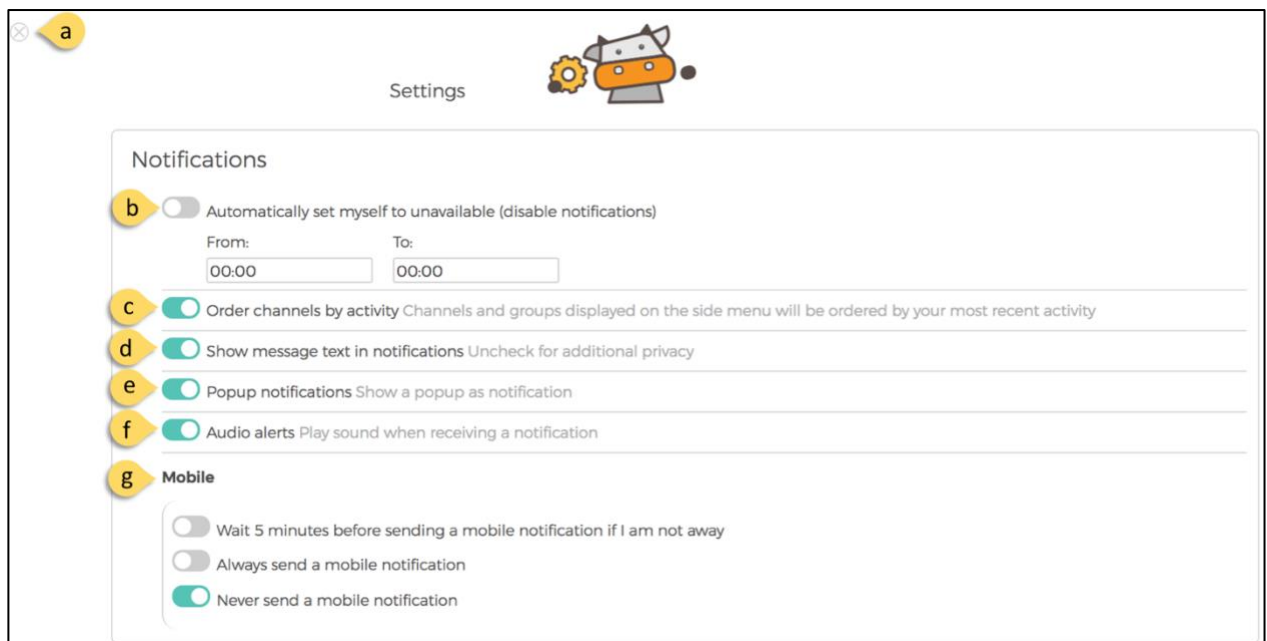 a
Settings
Notifications
b Automatically set myself to unavailable (disable notifications)
From: To:
00:00 00:00
c Order channels by activity Channels and groups displayed on the side menu will be ordered by your most recent activity
d Show message text in notifications Uncheck for additional privacy
e Popup notifications Show a popup as notification
f Audio alerts Play sound when receiving a notification
g Mobile
Wait 5 minutes before sending a mobile notification if I am not away
Always send a mobile notification
Never send a mobile notification